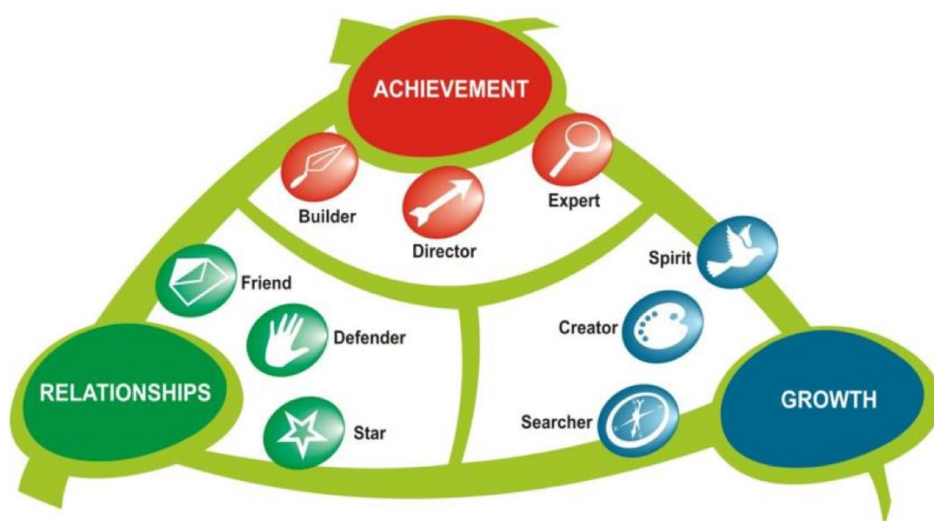 ACHIEVEMENT
Builder
Director
Expert
Friend
Defender
Star
RELATIONSHIPS
Spirit
Creator
Searcher
GROWTH